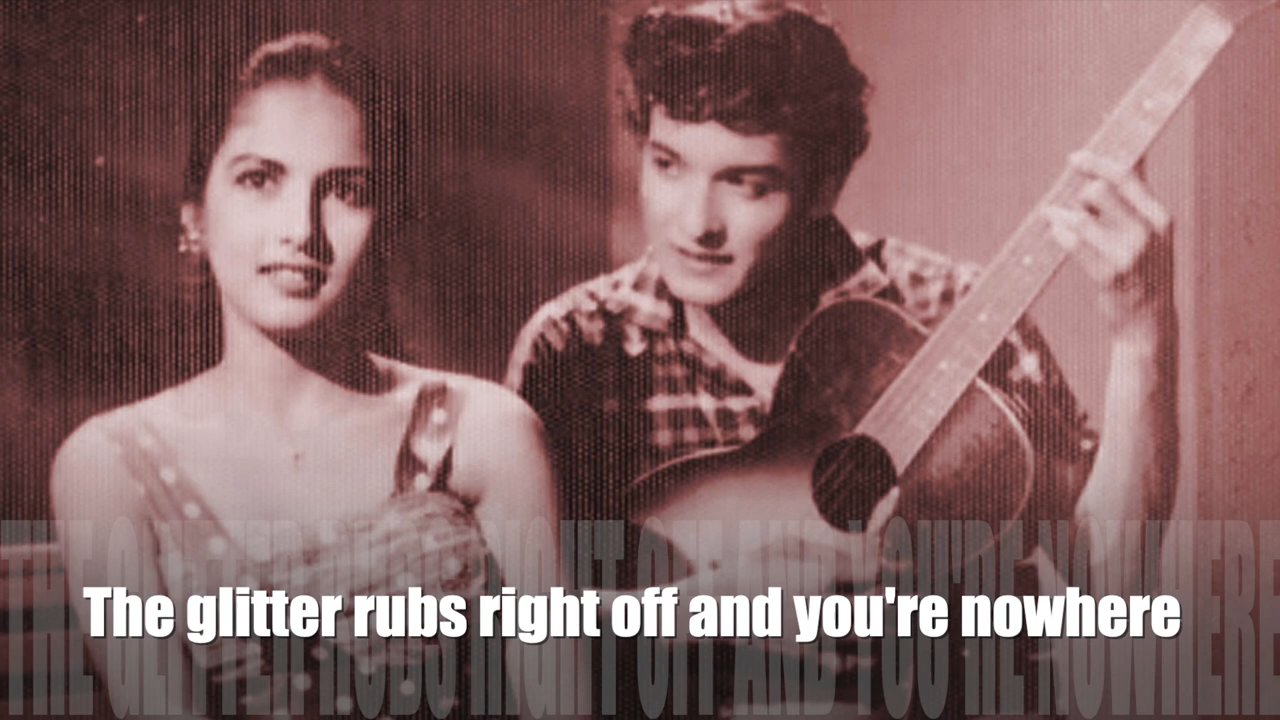 The glitter rubs right off and you're nowhere
THE GLITTER RUBS RIGHT OFF AND YOU'RE NOWHERE